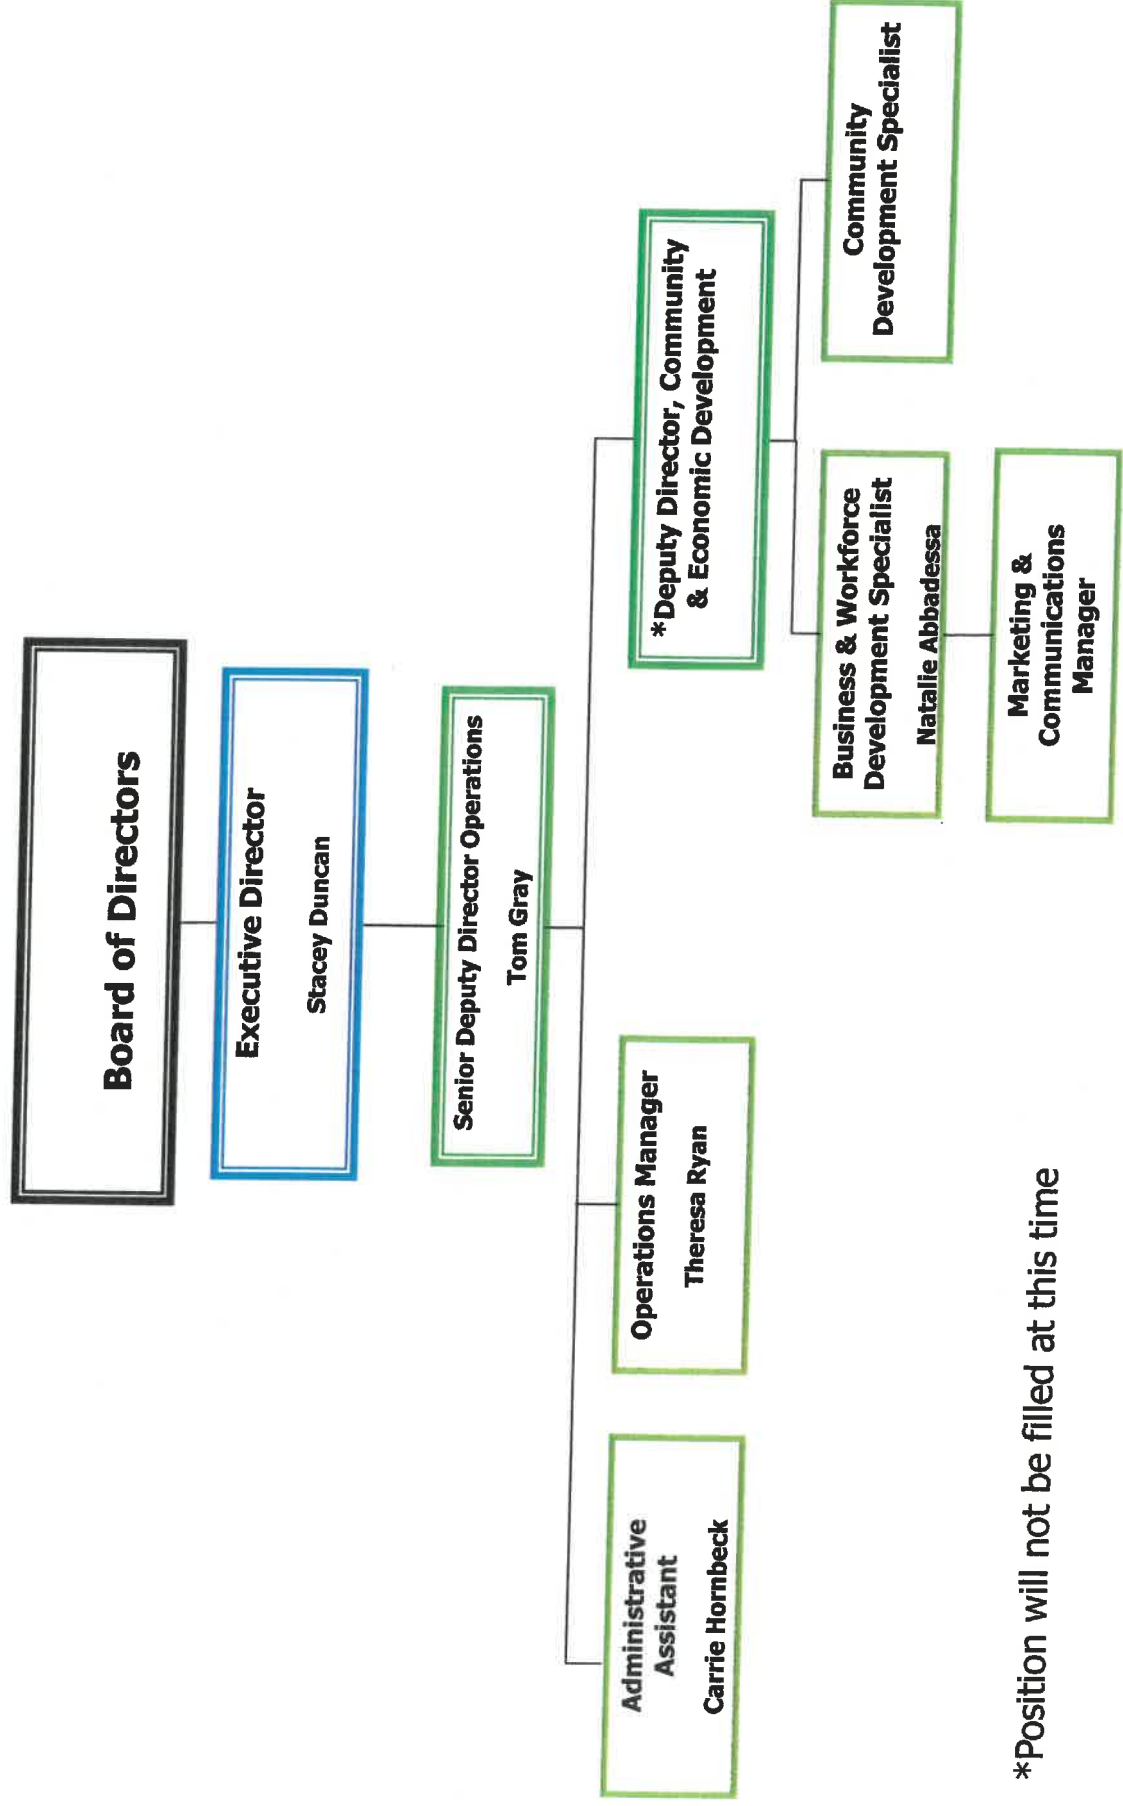 Board of Directors
Executive Director
Stacey Duncan
Senior Deputy Director Operations
Tom Gray
Administrative
Assistant
Carrie Hornbeck
Operations Manager
Theresa Ryan
*Deputy Director, Community
& Economic Development
Business & Workforce
Development Specialist
Natalie Abbadessa
Community
Development Specialist
Marketing &
Communications
Manager
*Position will not be filled at this time